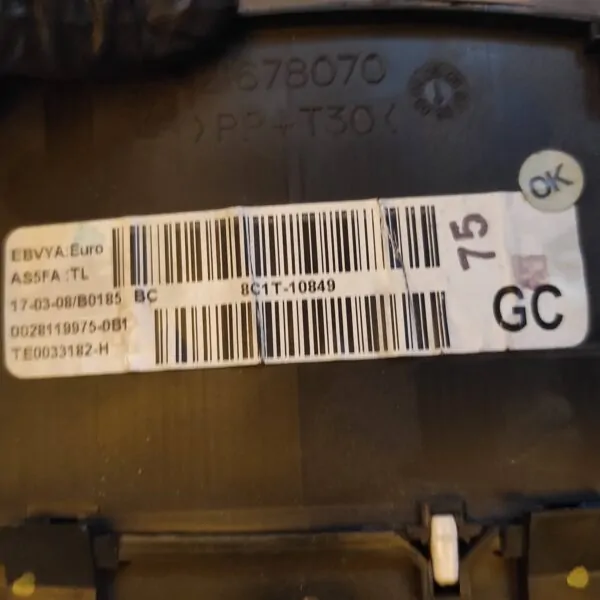 678070
>PP-T30<
OK
EBVYA:Euro
AS5FA :TL
17-03-08/B0185 BC 8C1T-10849
0028119975-0B1
TE0033182-H
75
GC